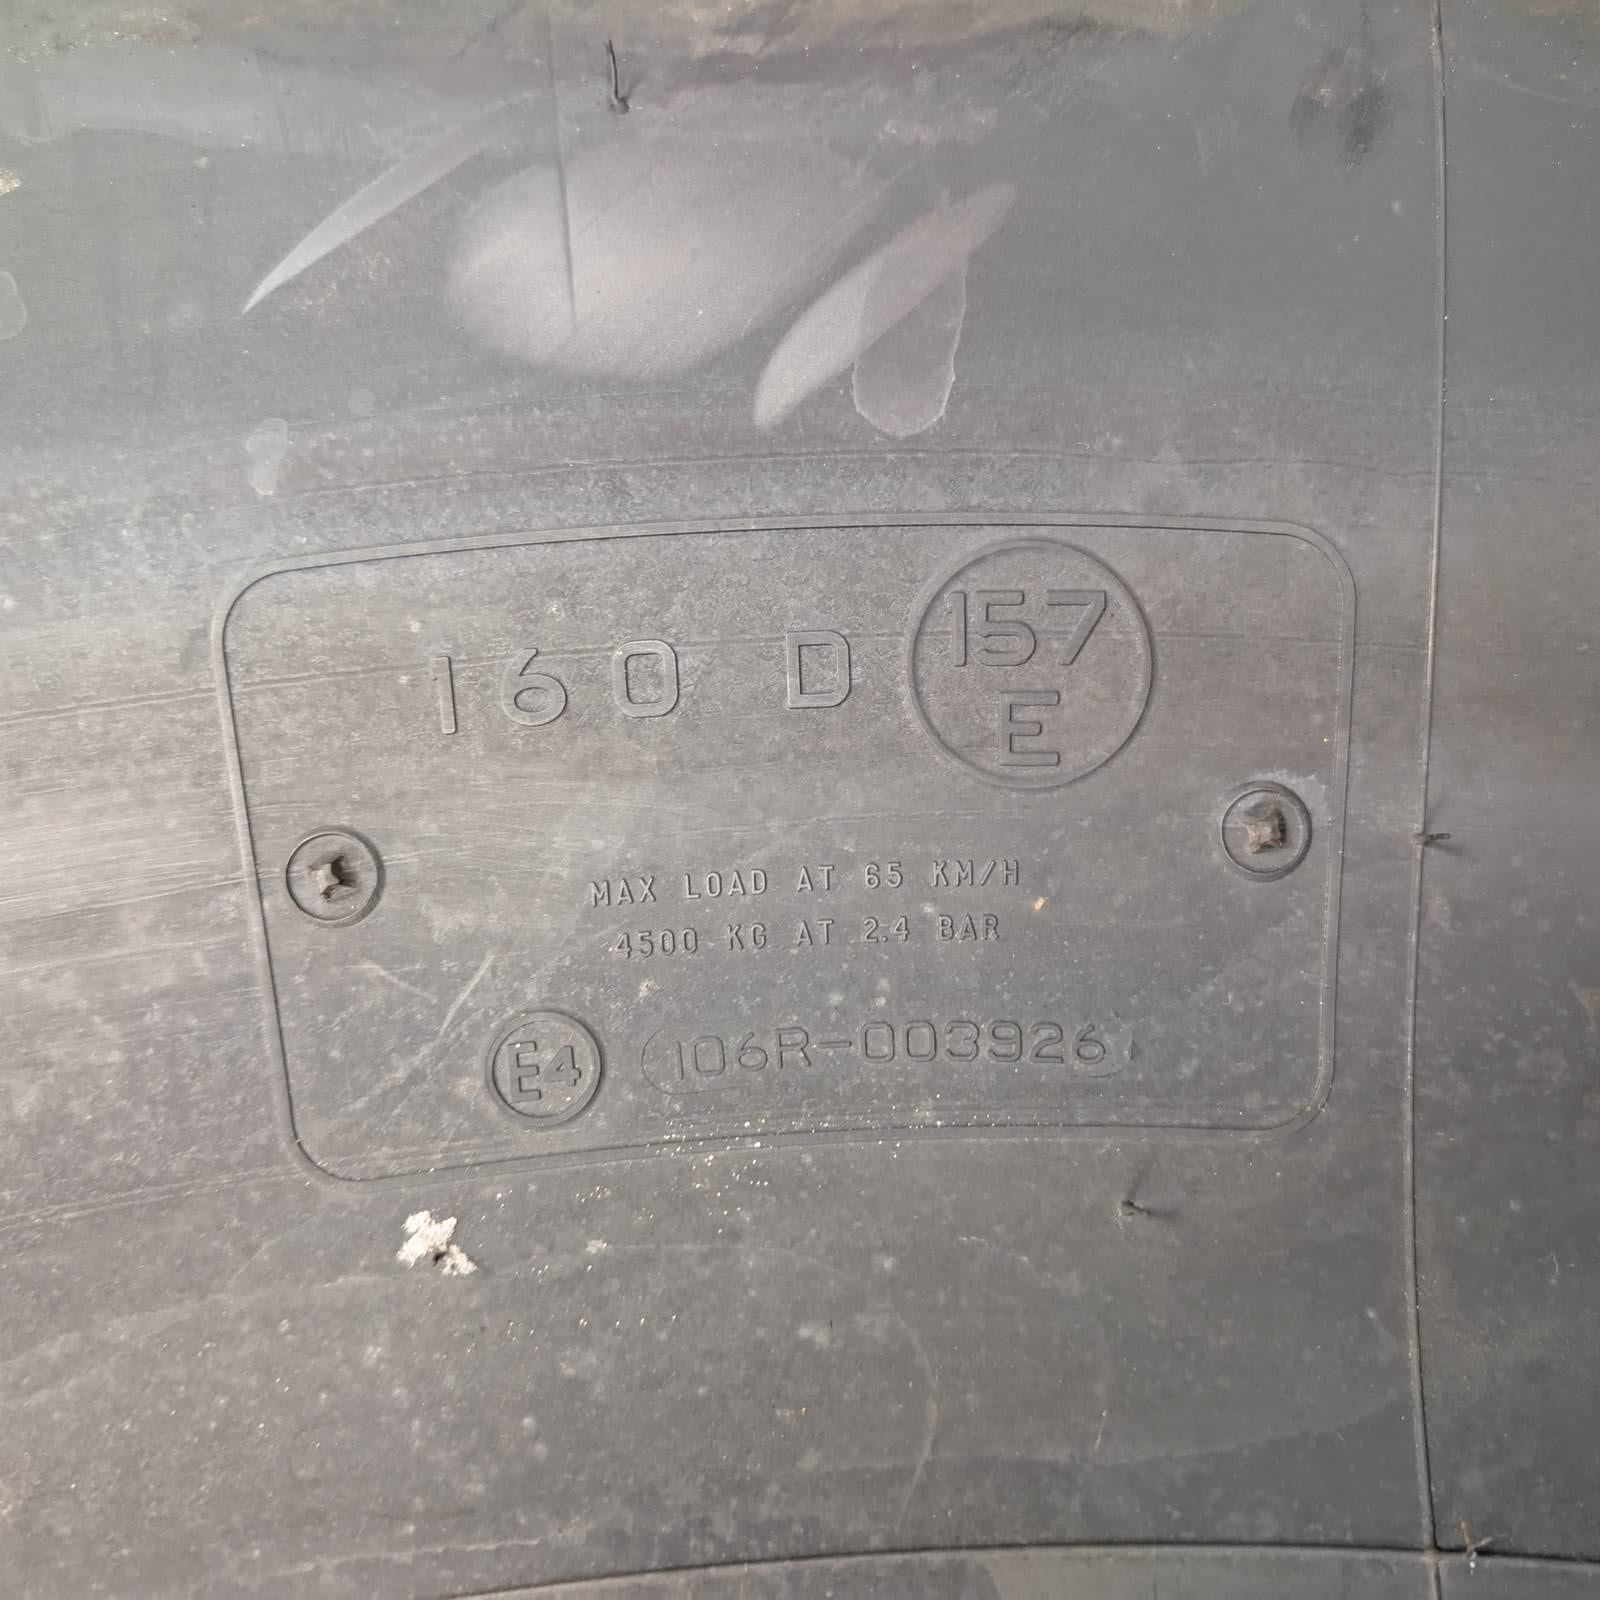 160 D 157
E
MAX LOAD AT 65 KM/H
4500 KG AT 2.4 BAR
E4 106R-003926